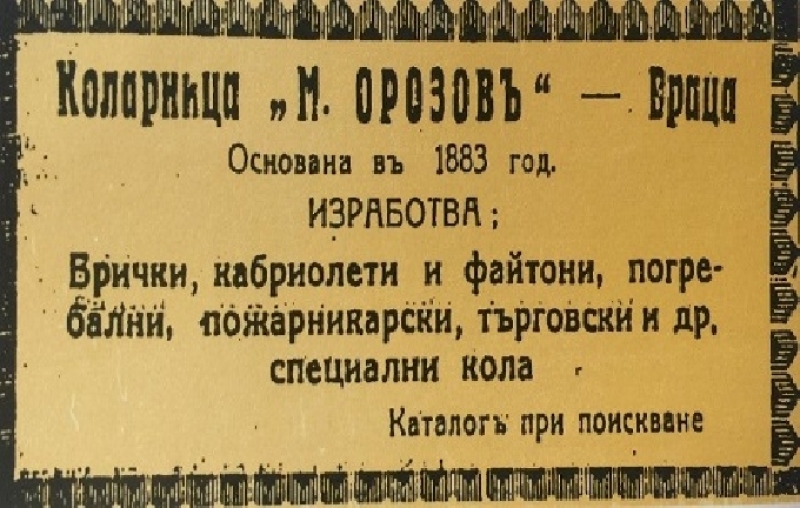 Коларница „М. ОРОЗОВЪ“ — Враца
Основана въ 1883 год.
ИЗРАБОТВА:
Брички, кабриолети и файтони, погре-
бални, пожарникарски, търговски и др.
специални кола
Каталогъ при поискване